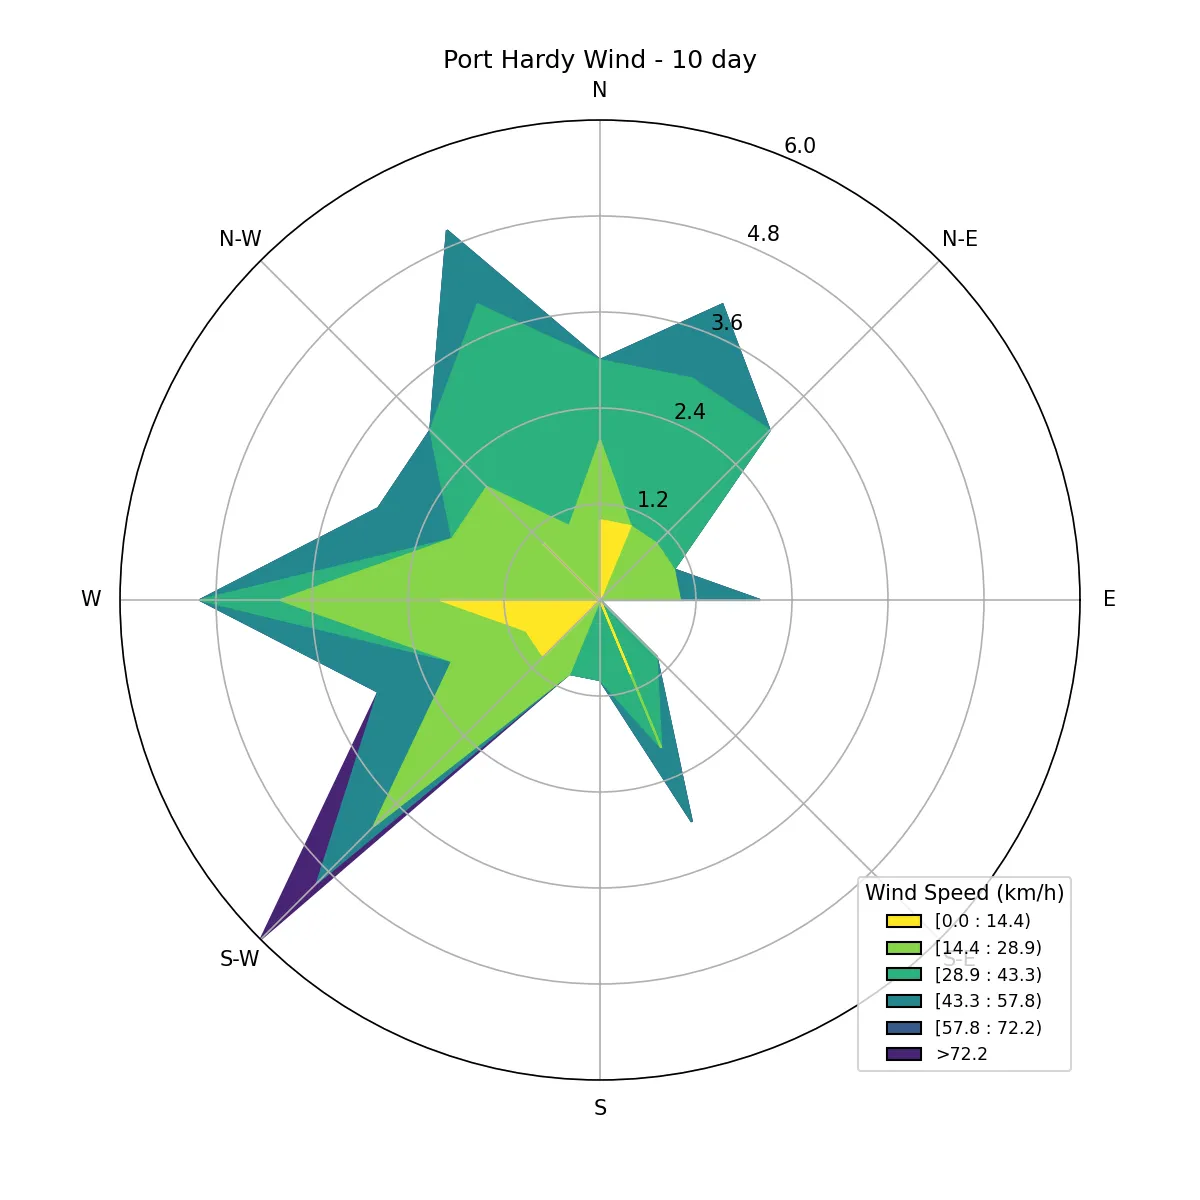 Port Hardy Wind - 10 day
N
6.0
N-W
4.8
N-E
3.6
2.4
1.2
W
E
S-W
S-E
S
Wind Speed (km/h)
[0.0 : 14.4)
[14.4 : 28.9)
[28.9 : 43.3)
[43.3 : 57.8)
[57.8 : 72.2)
>72.2